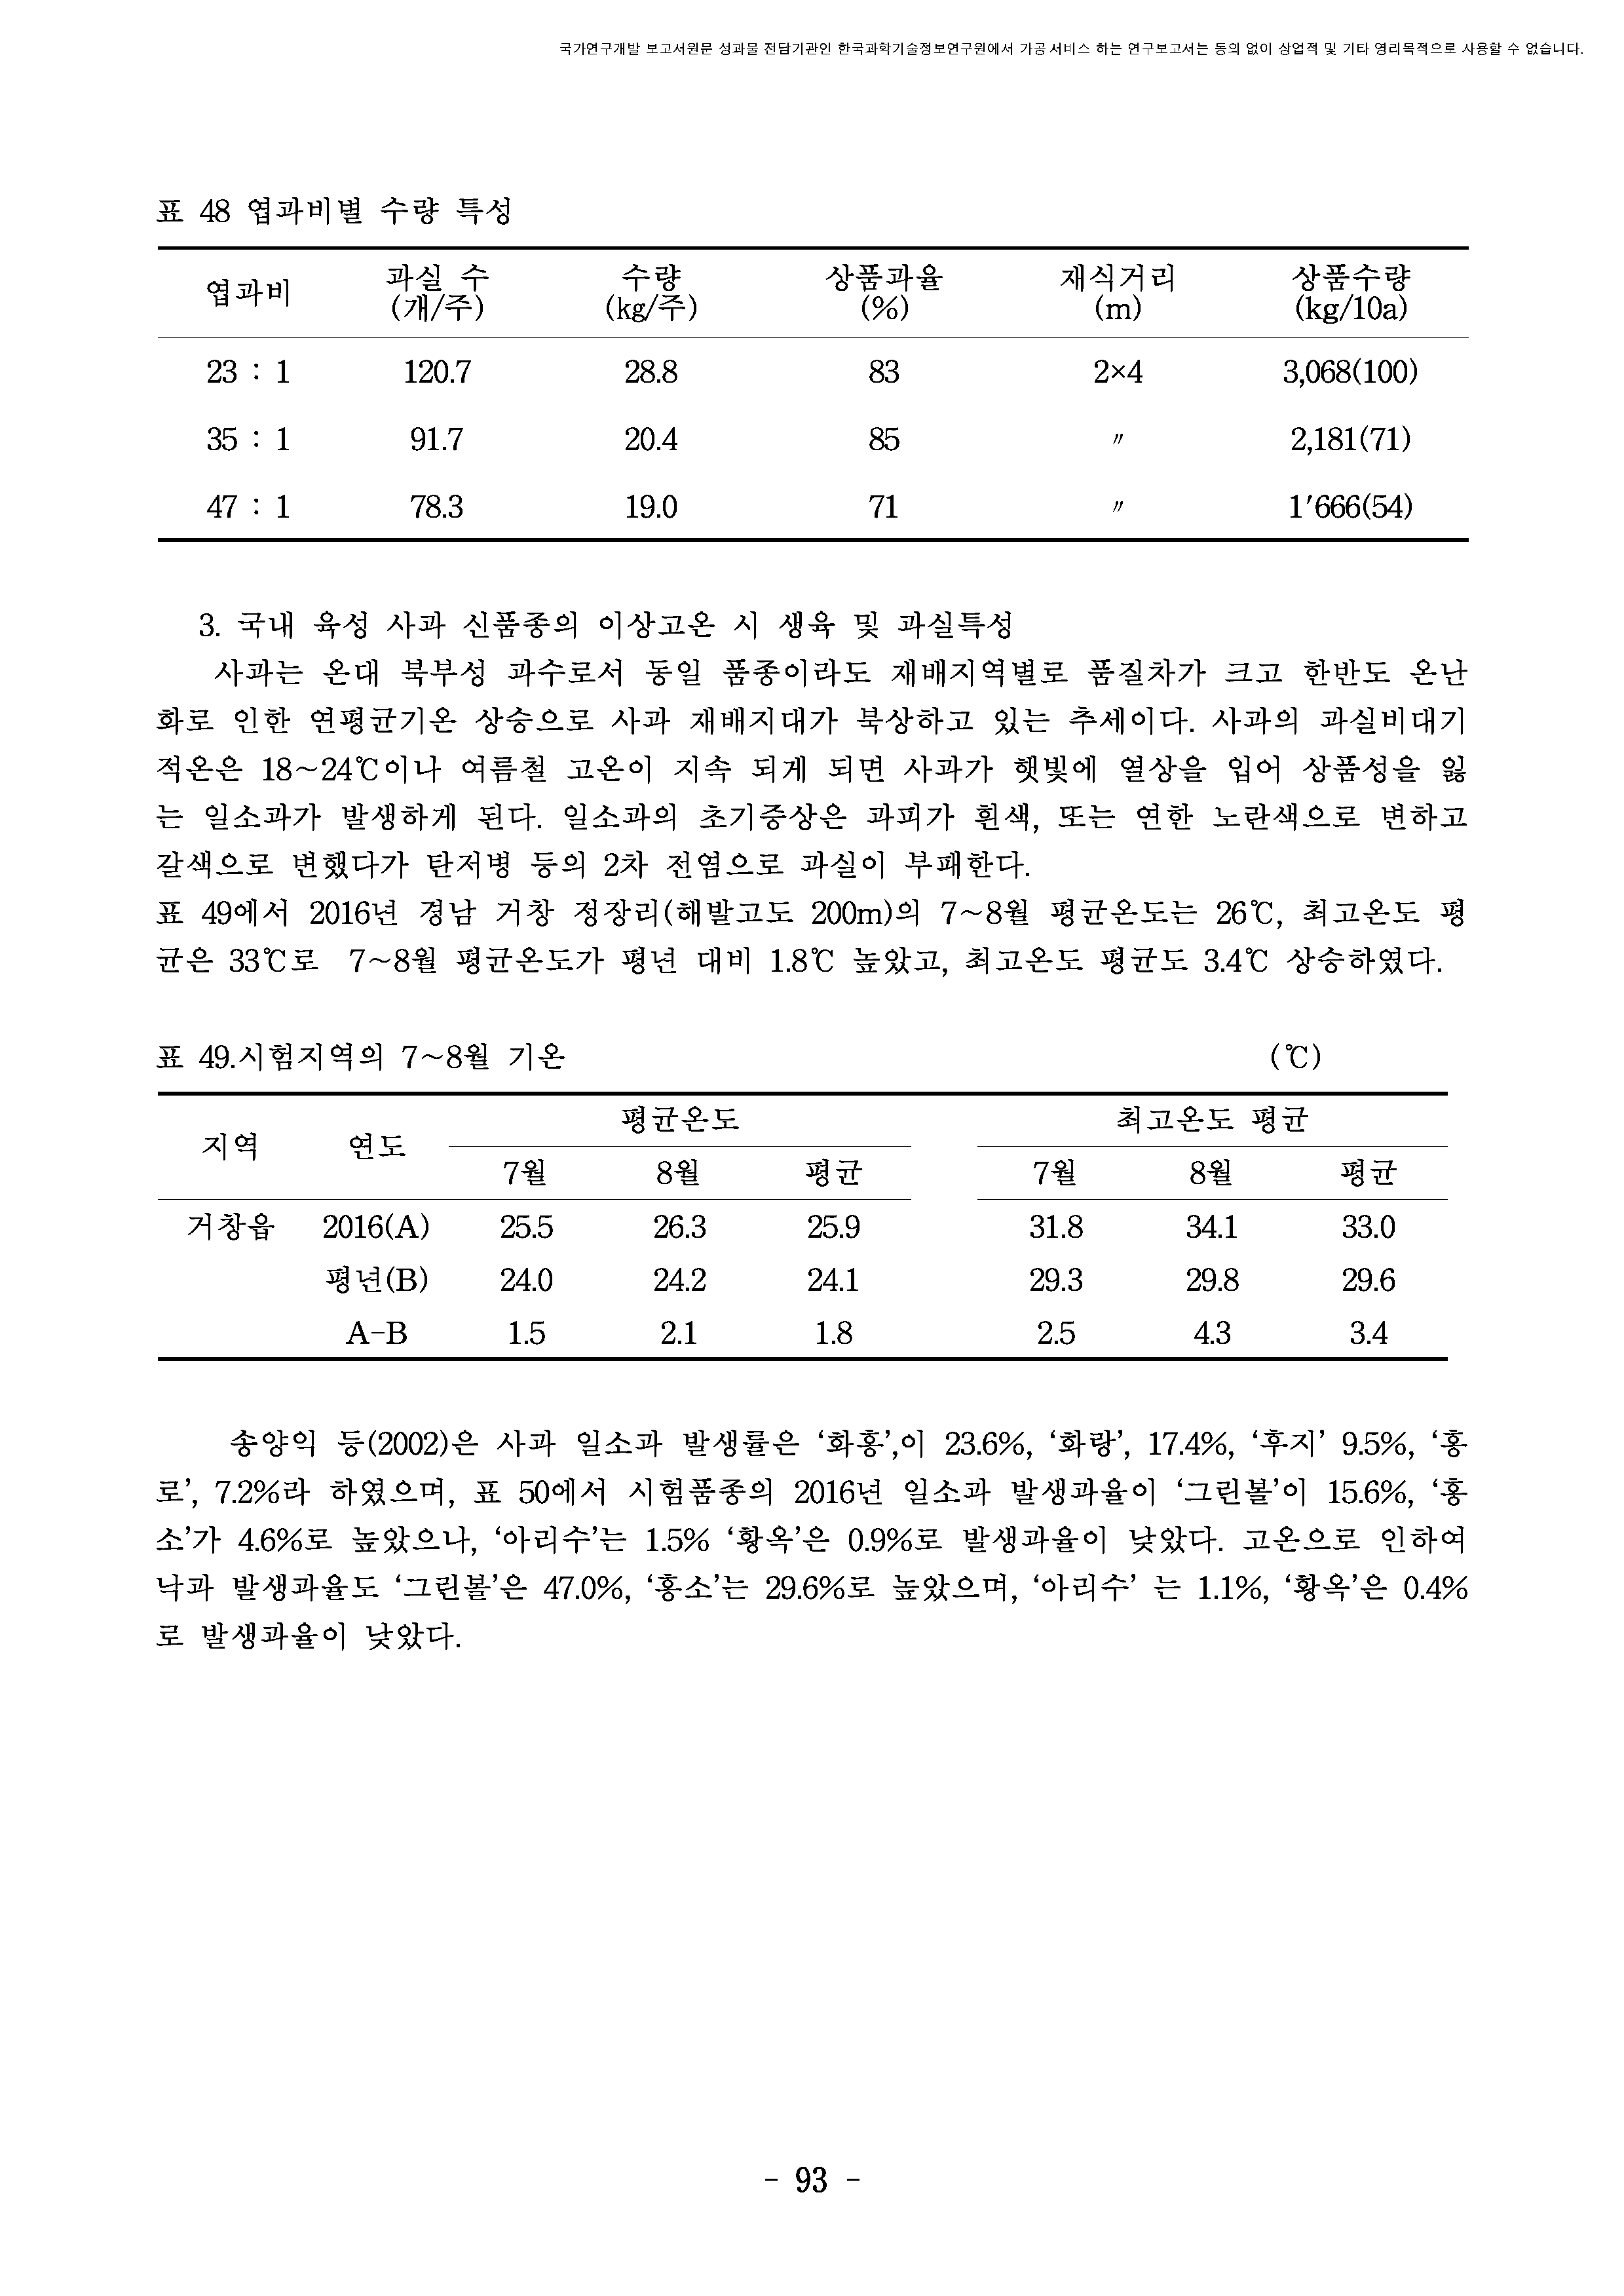 국가연구개발 보고서원문 성과물 전담기관인 한국과학기술정보연구원에서 가공·서비스 하는 연구보고서는 동의 없이 상업적 및 기타 영리목적으로 사용할 수 없습니다.
표 48 엽과비별 수량 특성
엽과비 과실 수 (개/주) 수량 (kg/주) 상품과율 (%) 재식거리 (m) 상품수량 (kg/10a)
23 : 1 120.7 28.8 83 2×4 3,068(100)
35 : 1 91.7 20.4 85 〃 2,181(71)
47 : 1 78.3 19.0 71 〃 1′666(54)
3. 국내 육성 사과 신품종의 이상고온 시 생육 및 과실특성
사과는 온대 북부성 과수로서 동일 품종이라도 재배지역별로 품질차가 크고 한반도 온난
화로 인한 연평균기온 상승으로 사과 재배지대가 북상하고 있는 추세이다. 사과의 과실비대기
적온은 18~24℃이나 여름철 고온이 지속 되게 되면 사과가 햇빛에 열상을 입어 상품성을 잃
는 일소과가 발생하게 된다. 일소과의 초기증상은 과피가 흰색, 또는 연한 노란색으로 변하고
갈색으로 변했다가 탄저병 등의 2차 전염으로 과실이 부패한다.
표 49에서 2016년 경남 거창 정장리(해발고도 200m)의 7~8월 평균온도는 26℃, 최고온도 평
균은 33℃로 7~8월 평균온도가 평년 대비 1.8℃ 높았고, 최고온도 평균도 3.4℃ 상승하였다.
표 49.시험지역의 7~8월 기온 (℃)
지역 연도 평균온도 최고온도 평균
7월 8월 평균 7월 8월 평균
거창읍 2016(A) 25.5 26.3 25.9 31.8 34.1 33.0
평년(B) 24.0 24.2 24.1 29.3 29.8 29.6
A-B 1.5 2.1 1.8 2.5 4.3 3.4
송양익 등(2002)은 사과 일소과 발생률은 ‘화홍’,이 23.6%, ‘화랑’, 17.4%, ‘후지’ 9.5%, ‘홍
로’, 7.2%라 하였으며, 표 50에서 시험품종의 2016년 일소과 발생과율이 ‘그린볼’이 15.6%, ‘홍
소’가 4.6%로 높았으나, ‘아리수’는 1.5% ‘황옥’은 0.9%로 발생과율이 낮았다. 고온으로 인하여
낙과 발생과율도 ‘그린볼’은 47.0%, ‘홍소’는 29.6%로 높았으며, ‘아리수’ 는 1.1%, ‘황옥’은 0.4%
로 발생과율이 낮았다.
- 93 -